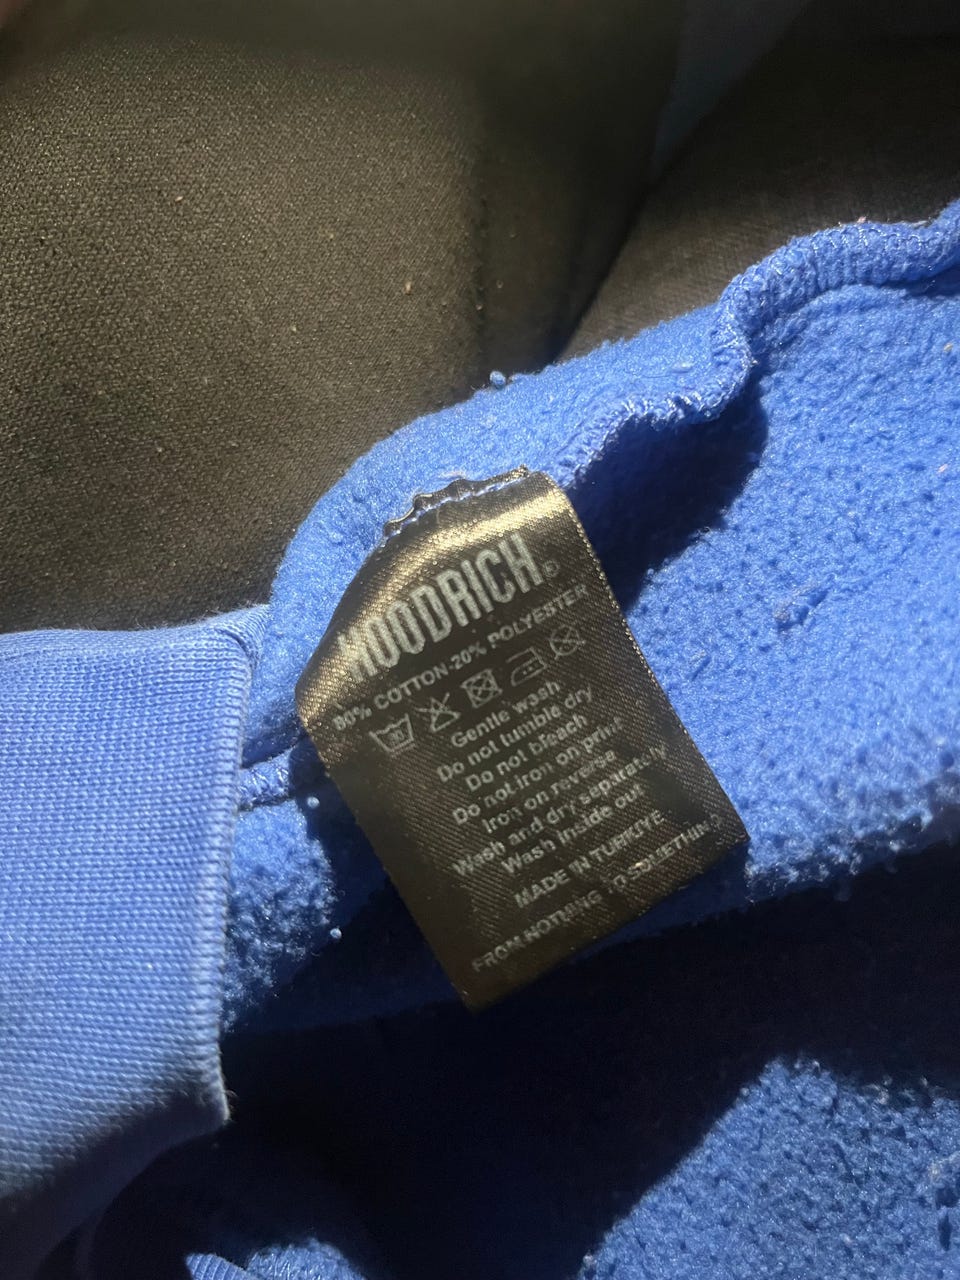 HOODRICH®
80% COTTON-20% POLYESTER
Gentle wash
Do not tumble dry
Do not bleach
Do not iron on print
Iron on reverse
Wash and dry separately
Wash inside out
MADE IN TURKIYE
FROM NOTHING TO SOMETHING